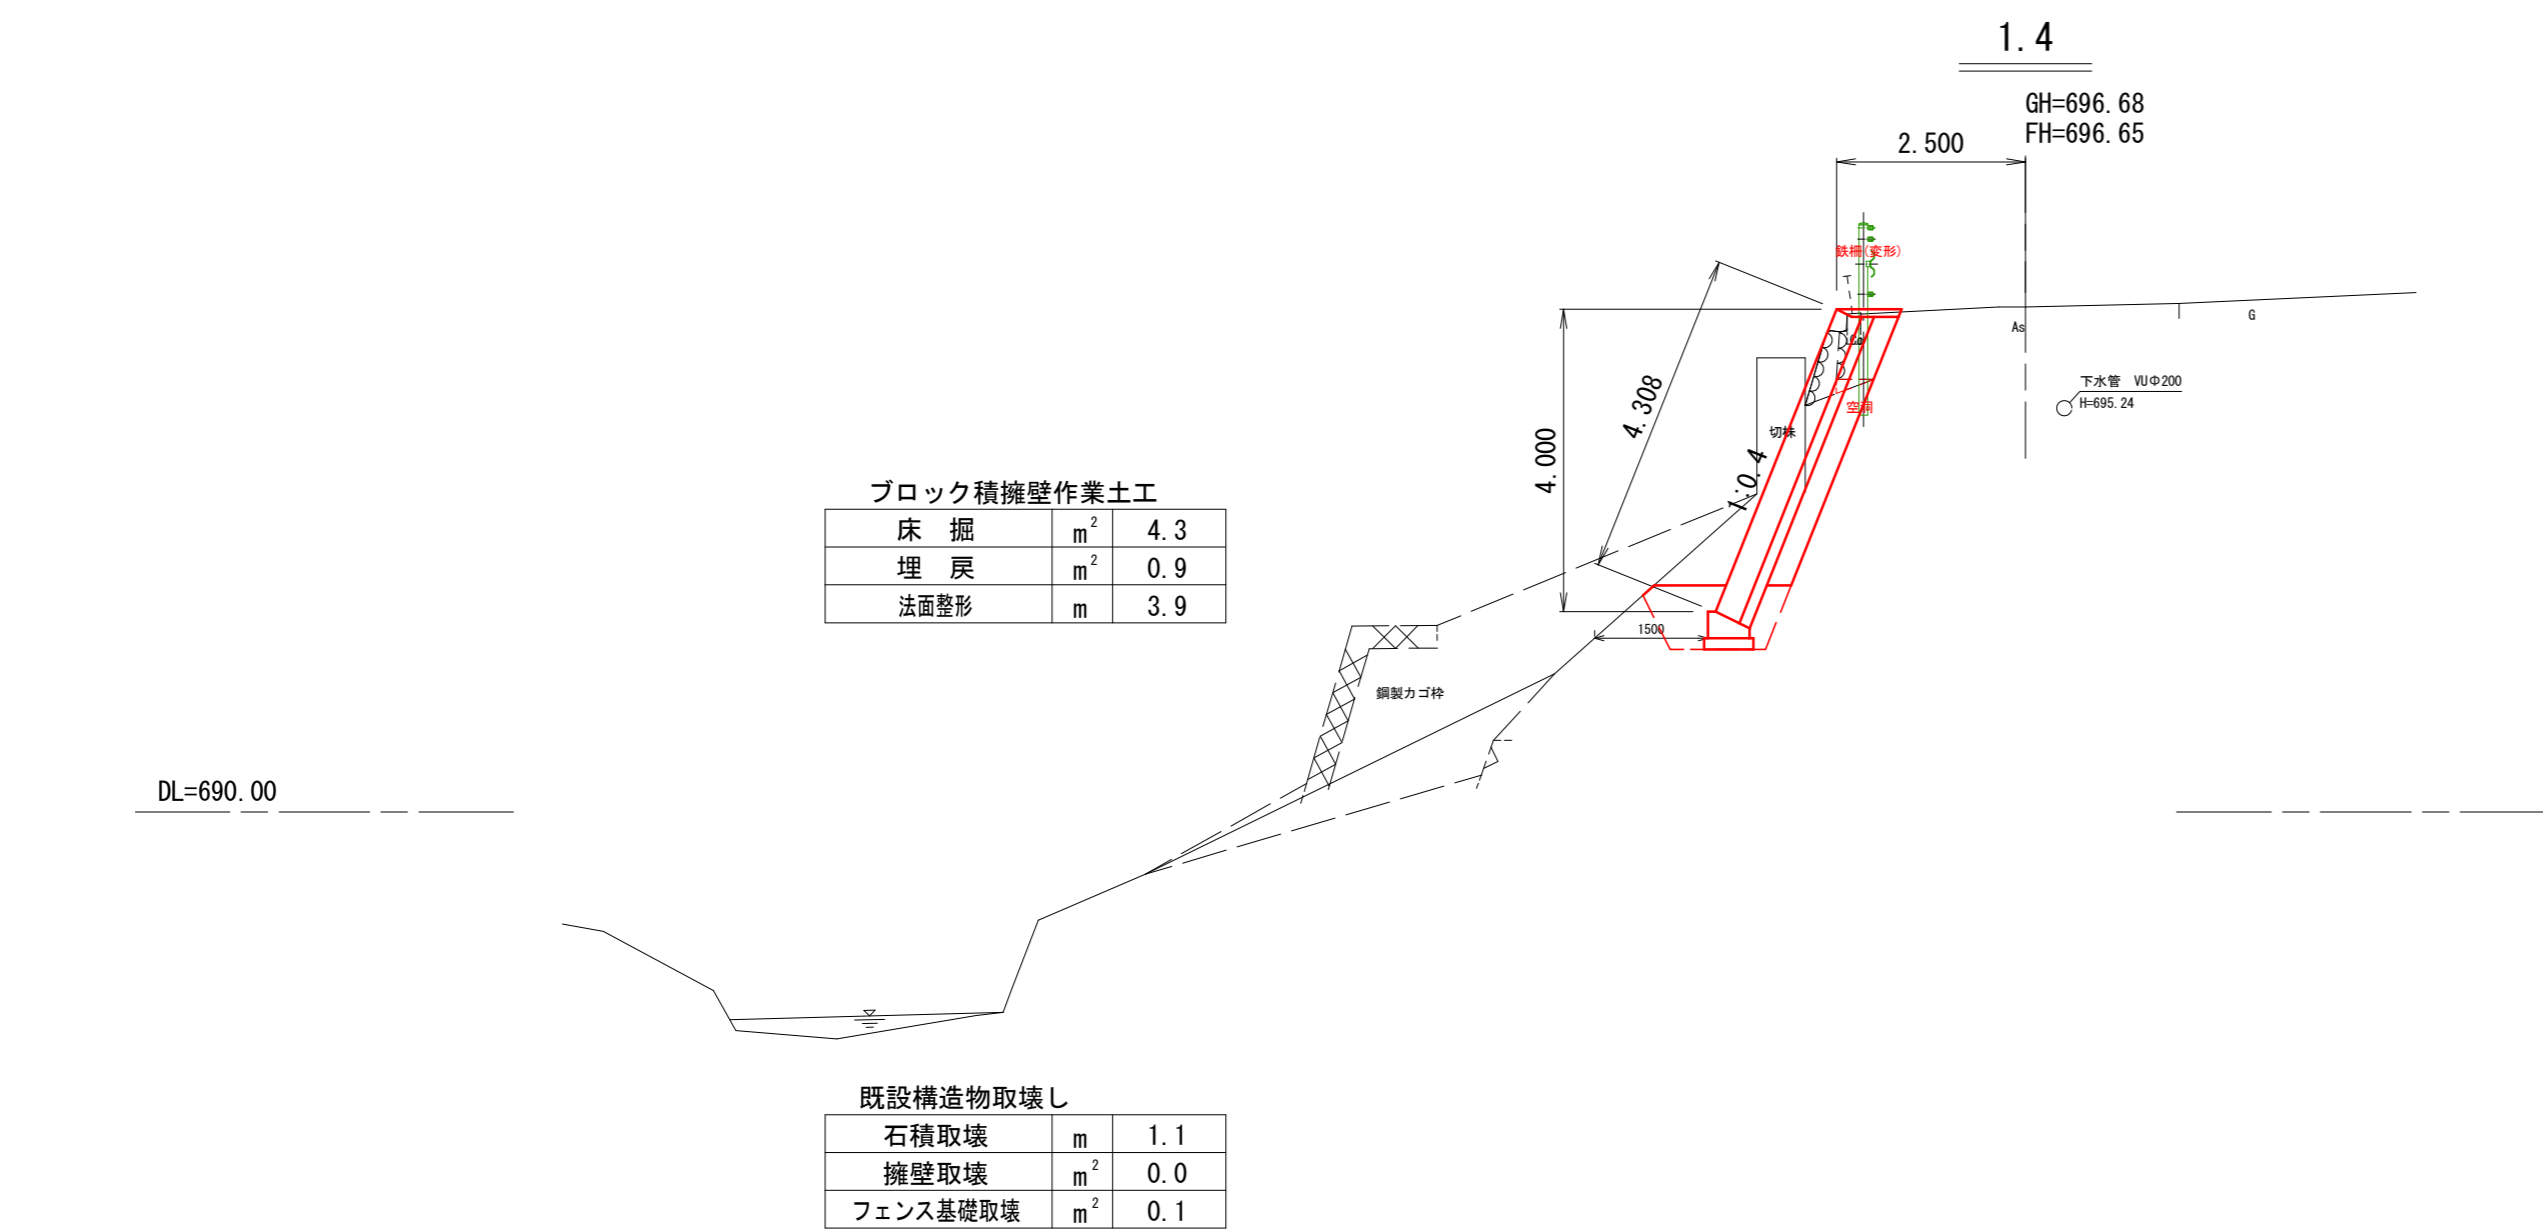 1.4
GH=696.68
FH=696.65
2.500
鉄柵(変形)
As
G
Co
下水管 VUΦ200
H=695.24
空洞
切株
4.308
4.000
1:0.4
1500
鋼製カゴ枠
ブロック積擁壁作業土工
床 掘 m² 4.3
埋 戻 m² 0.9
法面整形 m 3.9
DL=690.00
既設構造物取壊し
石積取壊 m 1.1
擁壁取壊 m² 0.0
フェンス基礎取壊 m² 0.1